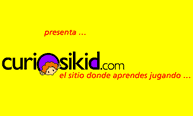 presenta ...
curiosikid.com
el sitio donde aprendes jugando ...